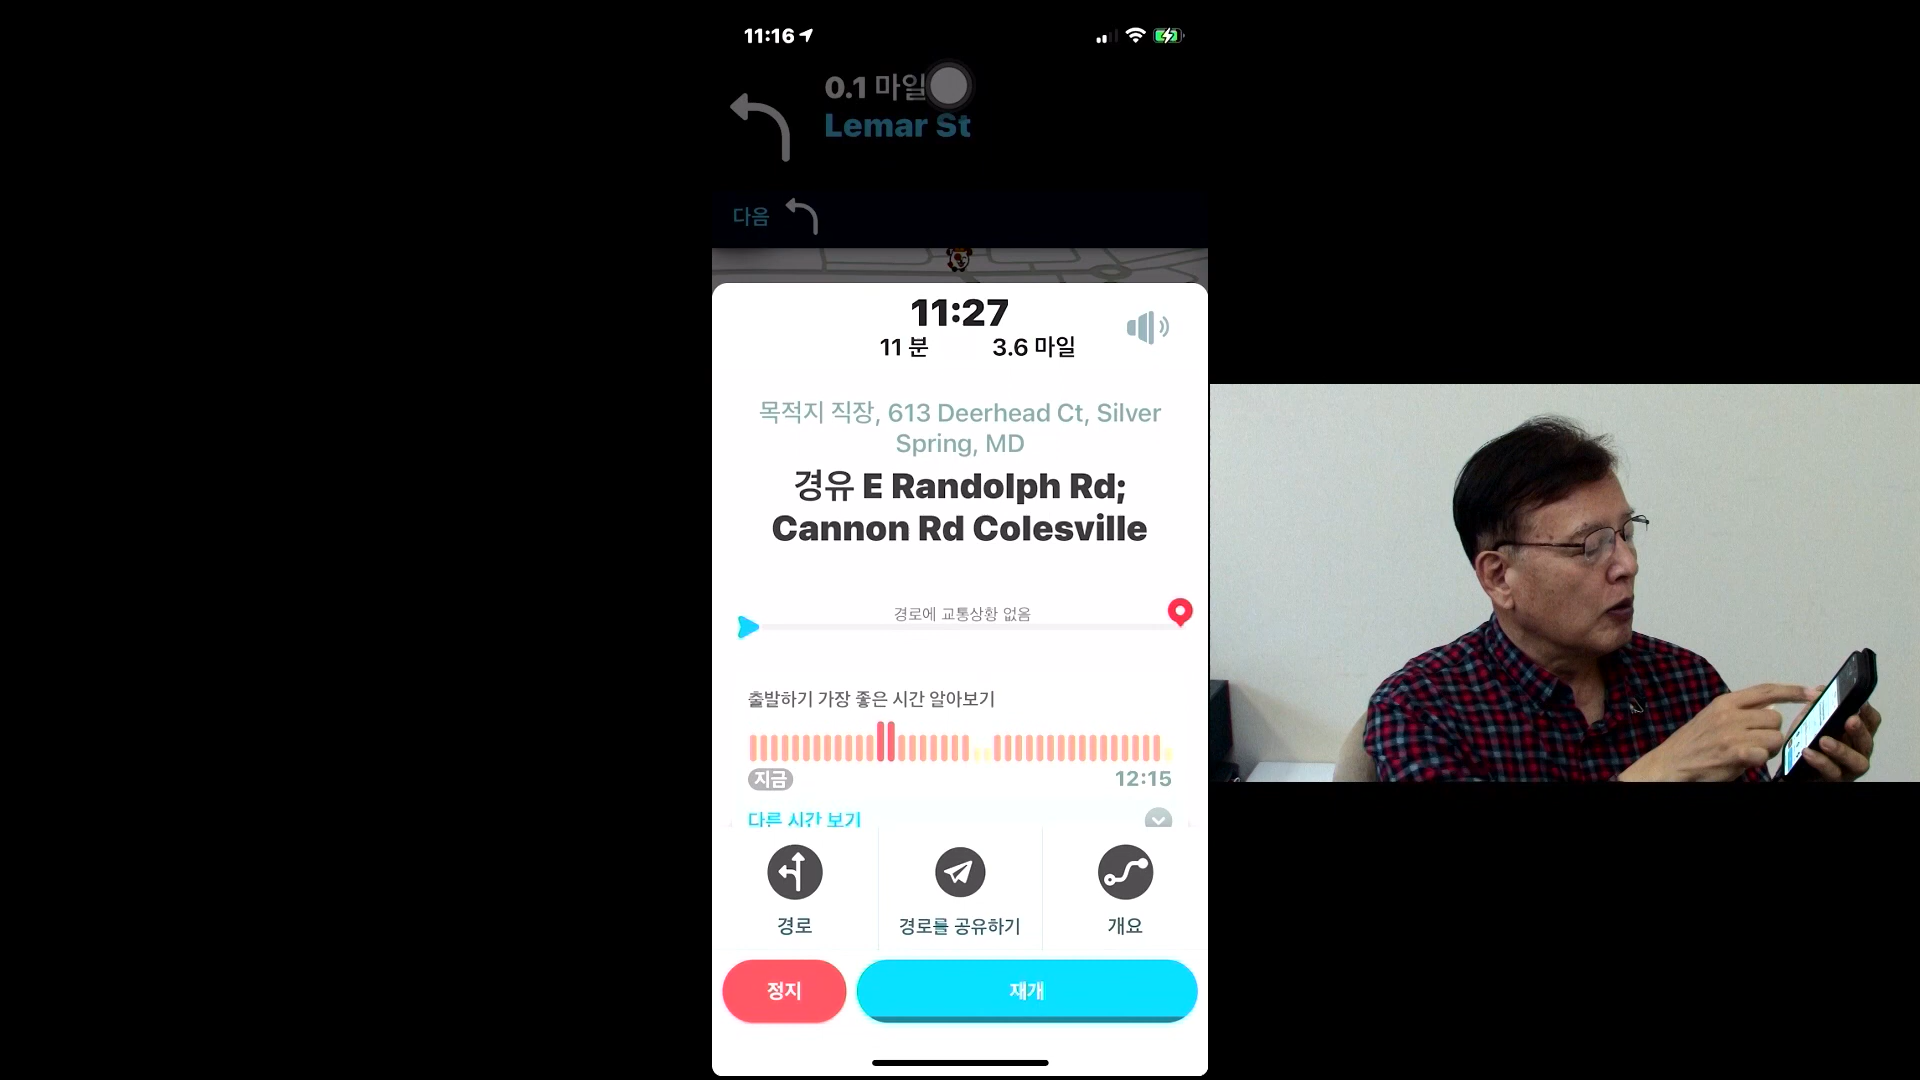 11:16
0.1 마일
Lemar St
다음
11:27
11 분 3.6 마일
목적지 직장, 613 Deerhead Ct, Silver
Spring, MD
경유 E Randolph Rd;
Cannon Rd Colesville
경로에 교통상황 없음
출발하기 가장 좋은 시간 알아보기
지금 12:15
다른 시간 보기
경로 경로를 공유하기 개요
정지 재개